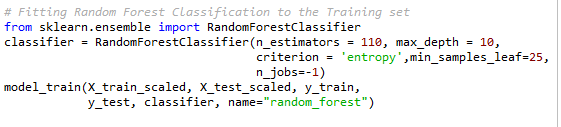 # Fitting Random Forest Classification to the Training set
from sklearn.ensemble import RandomForestClassifier
classifier = RandomForestClassifier(n_estimators = 110, max_depth = 10,
criterion = 'entropy',min_samples_leaf=25,
n_jobs=-1)
model_train(X_train_scaled, X_test_scaled, y_train,
y_test, classifier, name="random_forest")